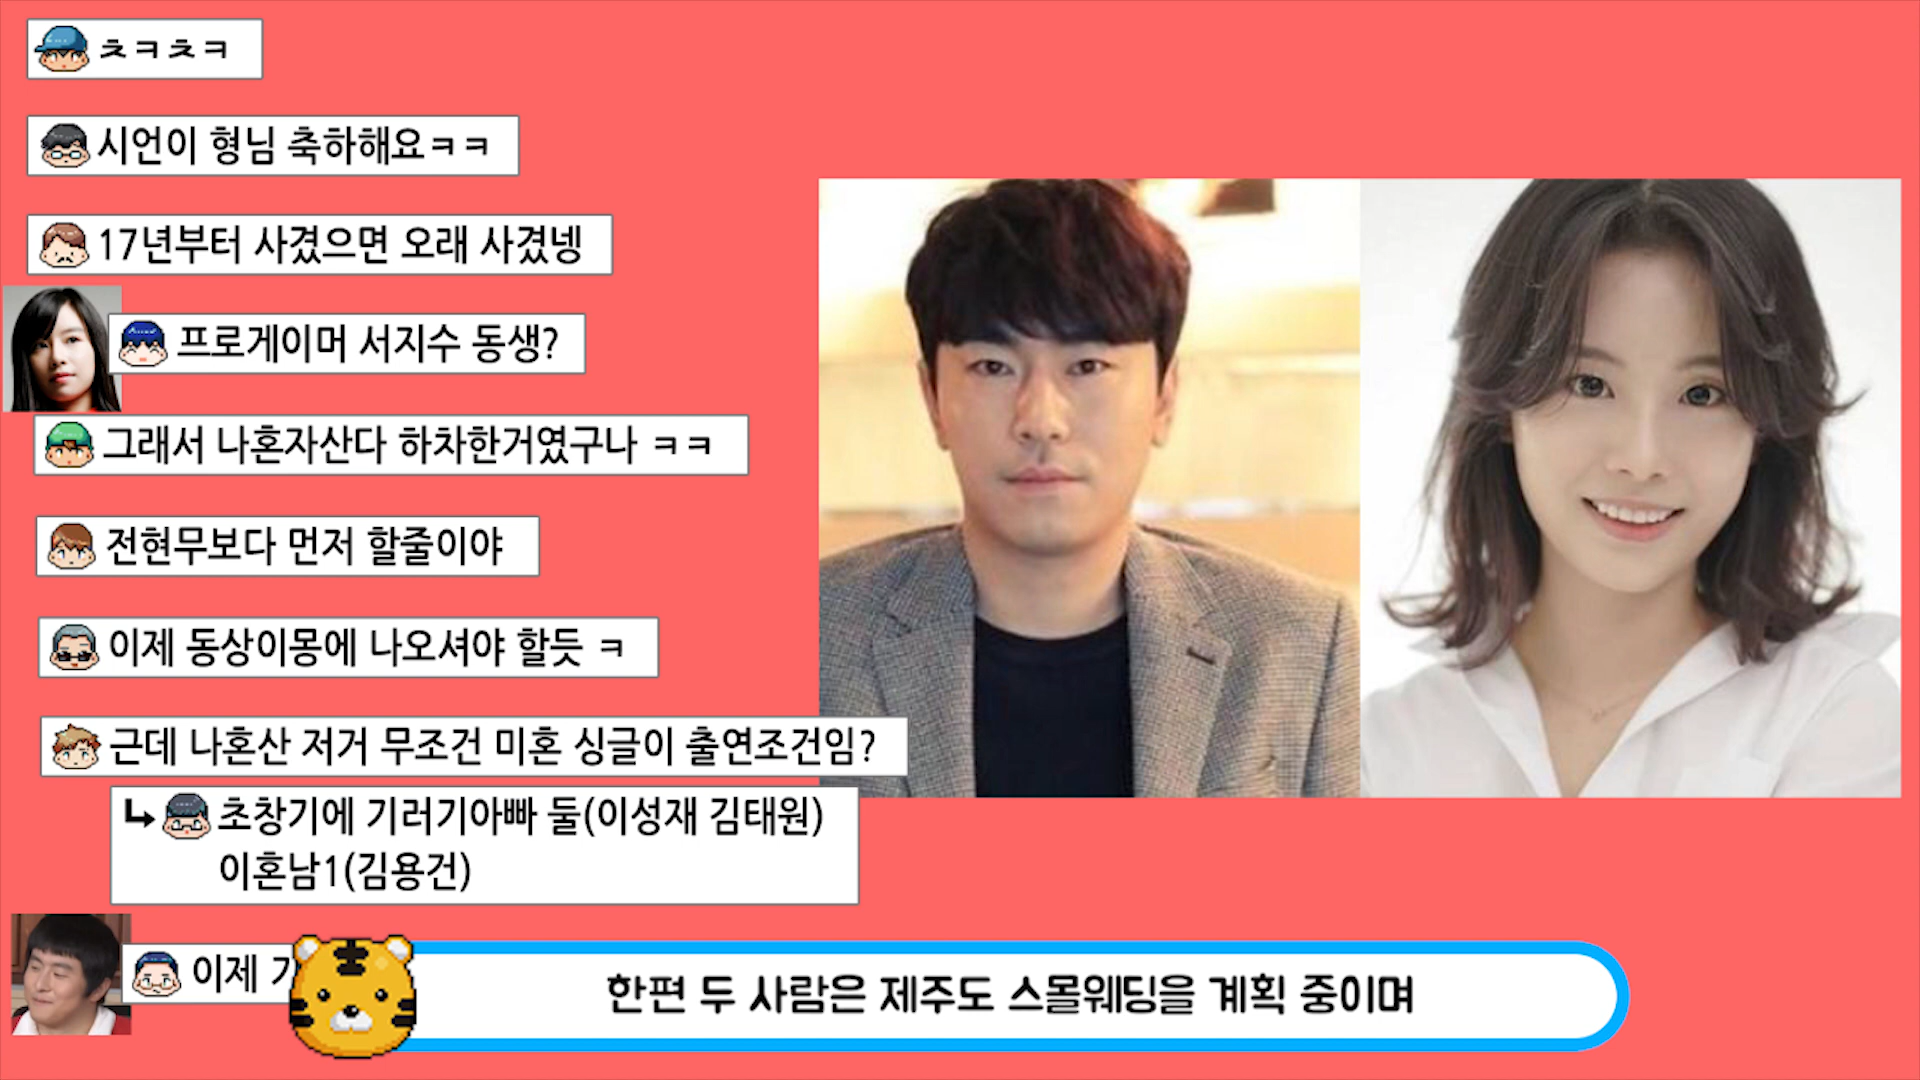 ㅊㅋㅊㅋ
시언이 형님 축하해요ㅋㅋ
17년부터 사겼으면 오래 사겼넹
프로게이머 서지수 동생?
그래서 나혼자산다 하차한거였구나 ㅋㅋ
전현무보다 먼저 할줄이야
이제 동상이몽에 나오셔야 할듯 ㅋ
근데 나혼산 저거 무조건 미혼 싱글이 출연조건임?
초창기에 기러기아빠 둘(이성재 김태원)
이혼남1(김용건)
이제
한편 두 사람은 제주도 스몰웨딩을 계획 중이며